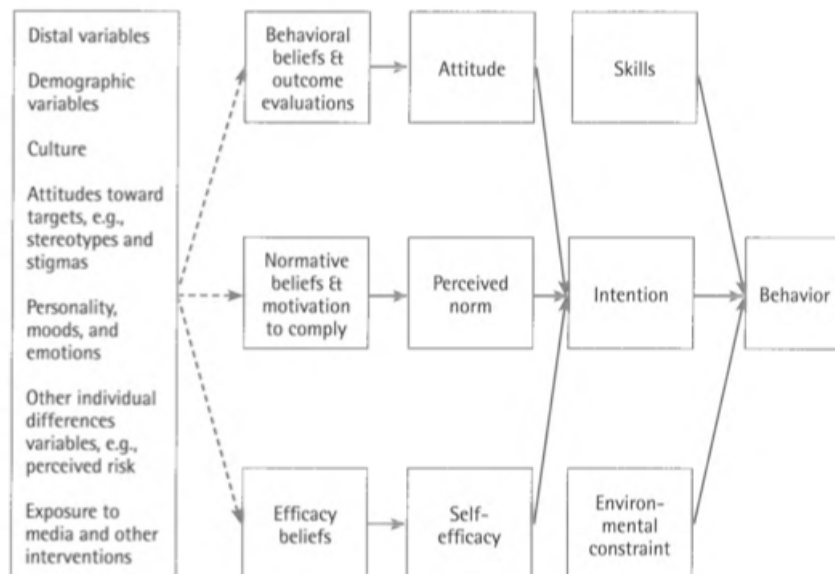 Distal variables
Demographic
variables
Culture
Attitudes toward
targets, e.g.,
stereotypes and
stigmas
Personality,
moods, and
emotions
Other individual
differences
variables, e.g.,
perceived risk
Exposure to
media and other
interventions
Behavioral
beliefs &
outcome
evaluations
Attitude
Skills
Normative
beliefs &
motivation
to comply
Perceived
norm
Intention
Behavior
Efficacy
beliefs
Self-
efficacy
Environ-
mental
constraint